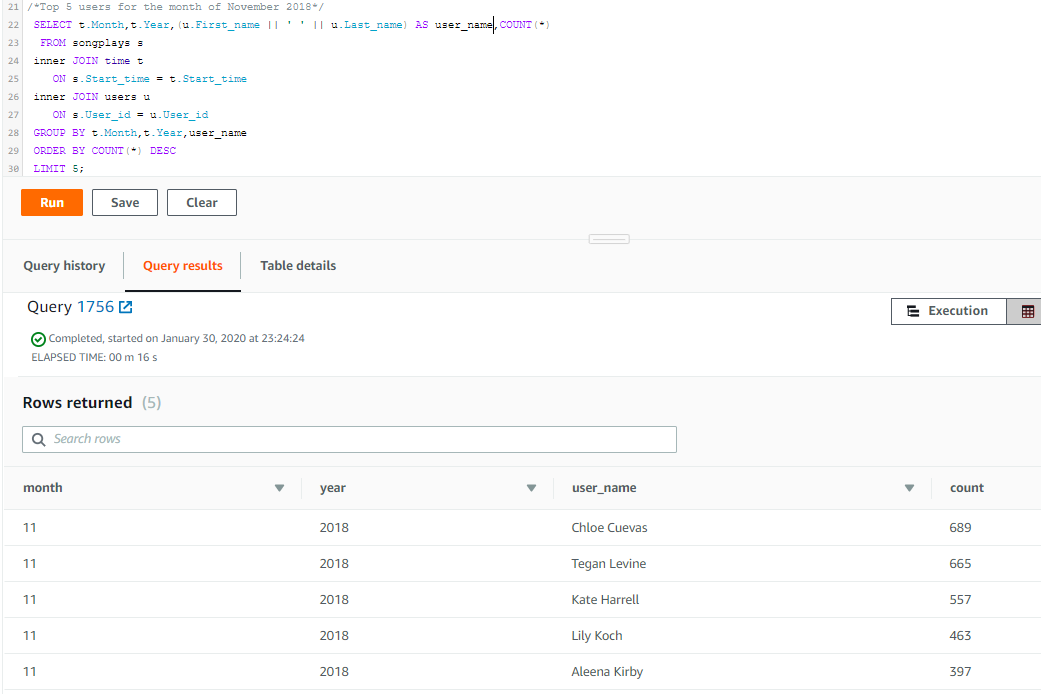 21 /*Top 5 users for the month of November 2018*/
22 SELECT t.Month,t.Year,(u.First_name || ' ' || u.Last_name) AS user_name,COUNT(*)
23 FROM songplays s
24 inner JOIN time t
25 ON s.Start_time = t.Start_time
26 inner JOIN users u
27 ON s.User_id = u.User_id
28 GROUP BY t.Month,t.Year,user_name
29 ORDER BY COUNT(*) DESC
30 LIMIT 5;
Run Save Clear
Query history Query results Table details
Query 1756
Execution
Completed, started on January 30, 2020 at 23:24:24
ELAPSED TIME: 00 m 16 s
Rows returned (5)
Search rows
month year user_name count
11 2018 Chloe Cuevas 689
11 2018 Tegan Levine 665
11 2018 Kate Harrell 557
11 2018 Lily Koch 463
11 2018 Aleena Kirby 397